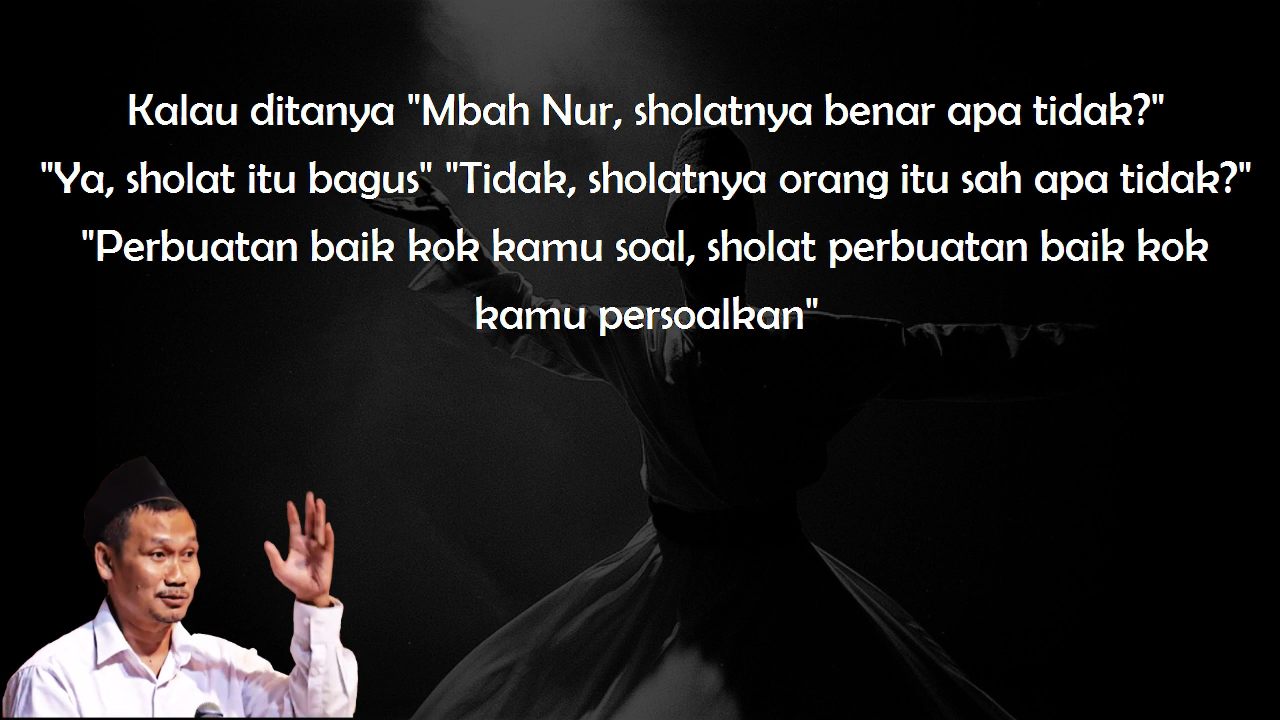 Kalau ditanya "Mbah Nur, sholatnya benar apa tidak?"
"Ya, sholat itu bagus" "Tidak, sholatnya orang itu sah apa tidak?"
"Perbuatan baik kok kamu soal, sholat perbuatan baik kok
kamu persoalkan"